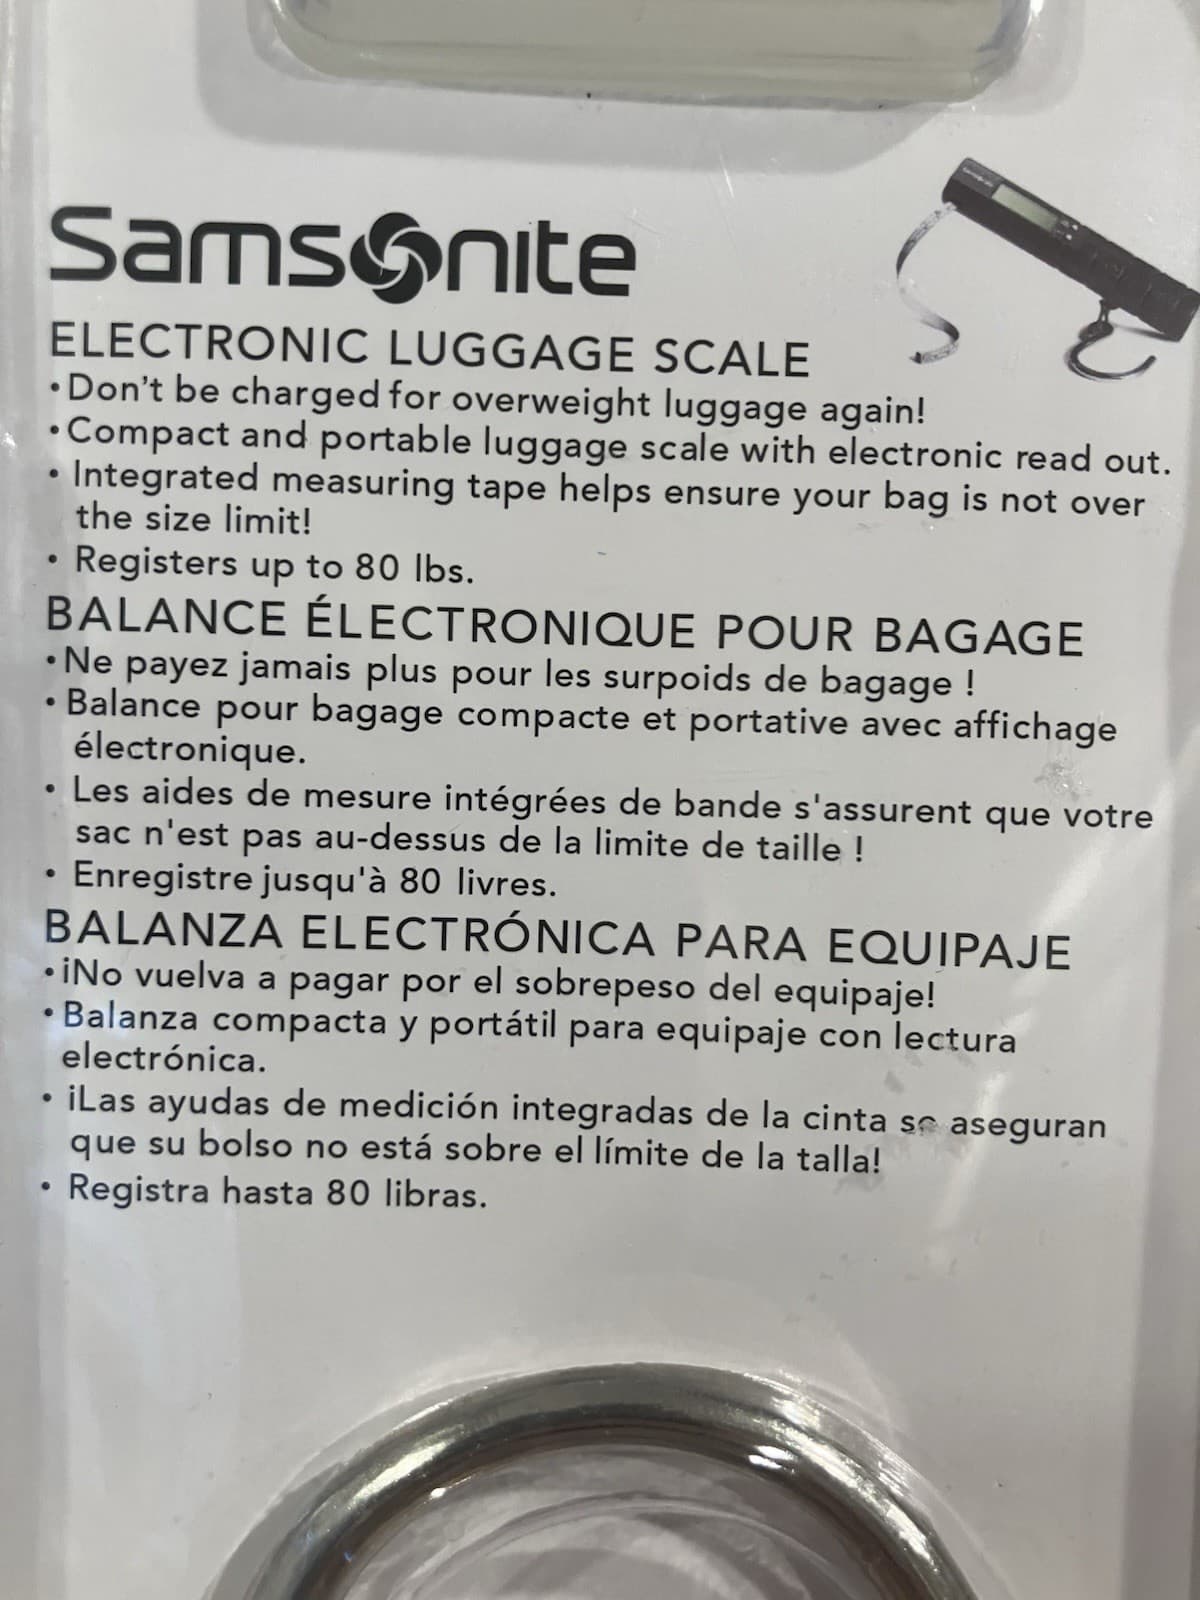 Samsonite
ELECTRONIC LUGGAGE SCALE
•Don't be charged for overweight luggage again!
•Compact and portable luggage scale with electronic read out.
• Integrated measuring tape helps ensure your bag is not over
the size limit!
• Registers up to 80 lbs.
BALANCE ÉLECTRONIQUE POUR BAGAGE
•Ne payez jamais plus pour les surpoids de bagage !
• Balance pour bagage compacte et portative avec affichage
électronique.
• Les aides de mesure intégrées de bande s'assurent que votre
sac n'est pas au-dessus de la limite de taille !
• Enregistre jusqu'à 80 livres.
BALANZA ELECTRÓNICA PARA EQUIPAJE
•¡No vuelva a pagar por el sobrepeso del equipaje!
•Balanza compacta y portátil para equipaje con lectura
electrónica.
• ¡Las ayudas de medición integradas de la cinta se aseguran
que su bolso no está sobre el límite de la talla!
• Registra hasta 80 libras.